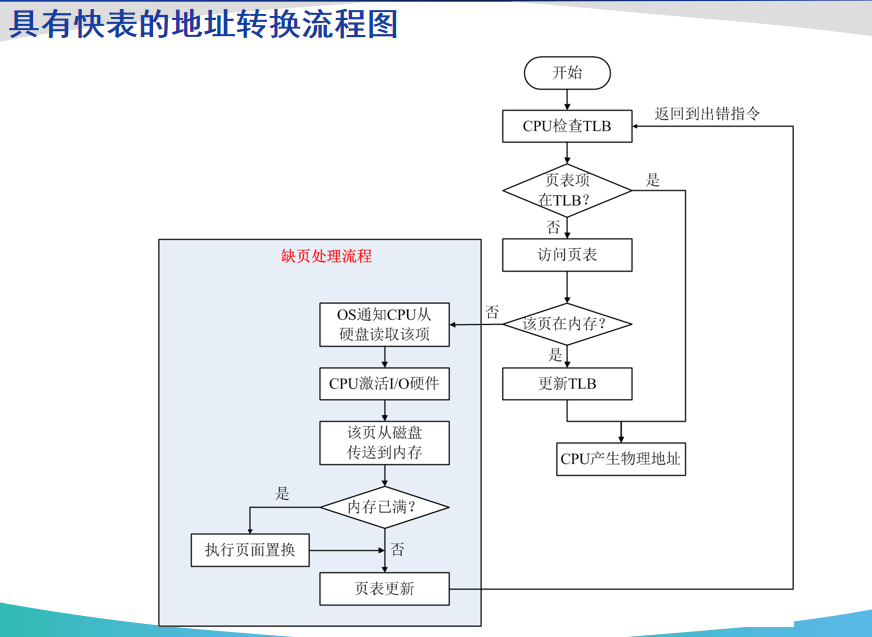 具有快表的地址转换流程图
开始
返回到出错指令
CPU检查TLB
页表项
在TLB？
是
否
访问页表
缺页处理流程
该页在内存？
否
OS通知CPU从
硬盘读取该项
是
更新TLB
CPU激活I/O硬件
该页从磁盘
传送到内存
CPU产生物理地址
内存已满？
是
执行页面置换
否
页表更新